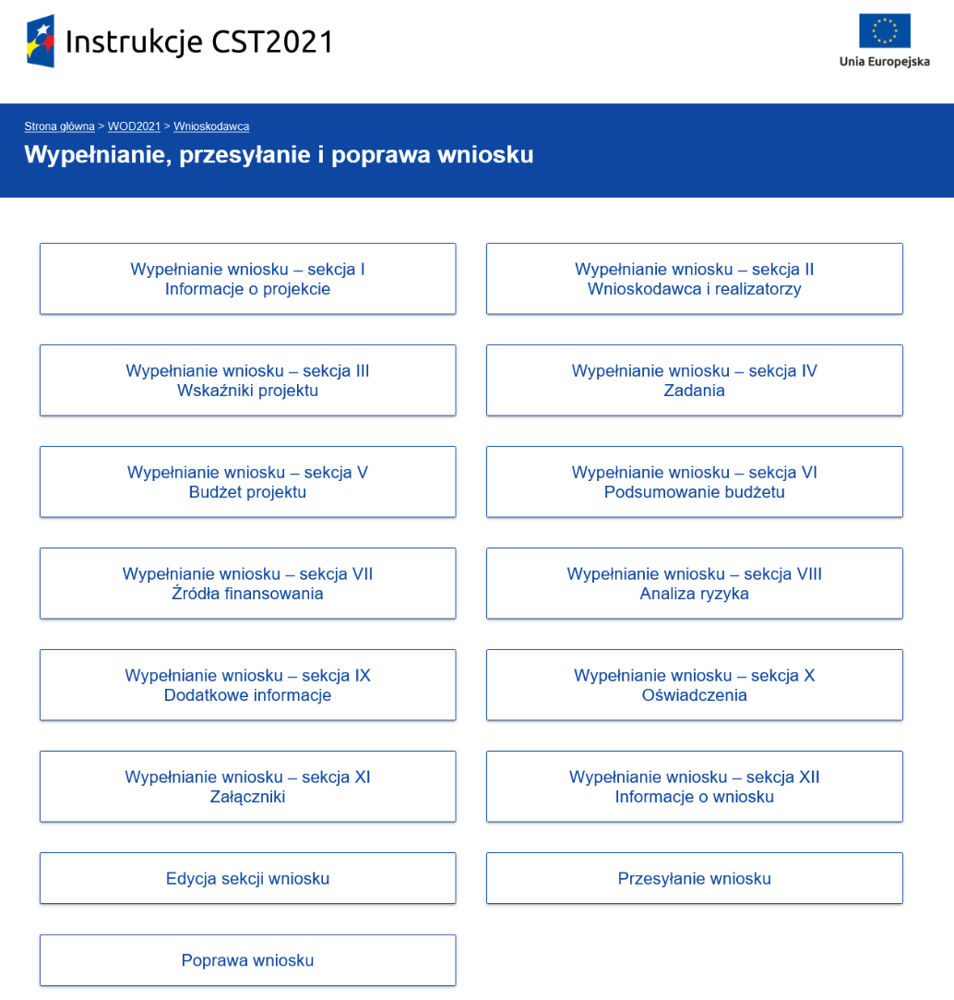 Instrukcje CST2021
Unia Europejska
Strona główna > WOD2021 > Wnioskodawca
Wypełnianie, przesyłanie i poprawa wniosku
Wypełnianie wniosku – sekcja I
Informacje o projekcie
Wypełnianie wniosku – sekcja II
Wnioskodawca i realizatorzy
Wypełnianie wniosku – sekcja III
Wskaźniki projektu
Wypełnianie wniosku – sekcja IV
Zadania
Wypełnianie wniosku – sekcja V
Budżet projektu
Wypełnianie wniosku – sekcja VI
Podsumowanie budżetu
Wypełnianie wniosku – sekcja VII
Źródła finansowania
Wypełnianie wniosku – sekcja VIII
Analiza ryzyka
Wypełnianie wniosku – sekcja IX
Dodatkowe informacje
Wypełnianie wniosku – sekcja X
Oświadczenia
Wypełnianie wniosku – sekcja XI
Załączniki
Wypełnianie wniosku – sekcja XII
Informacje o wniosku
Edycja sekcji wniosku
Przesyłanie wniosku
Poprawa wniosku